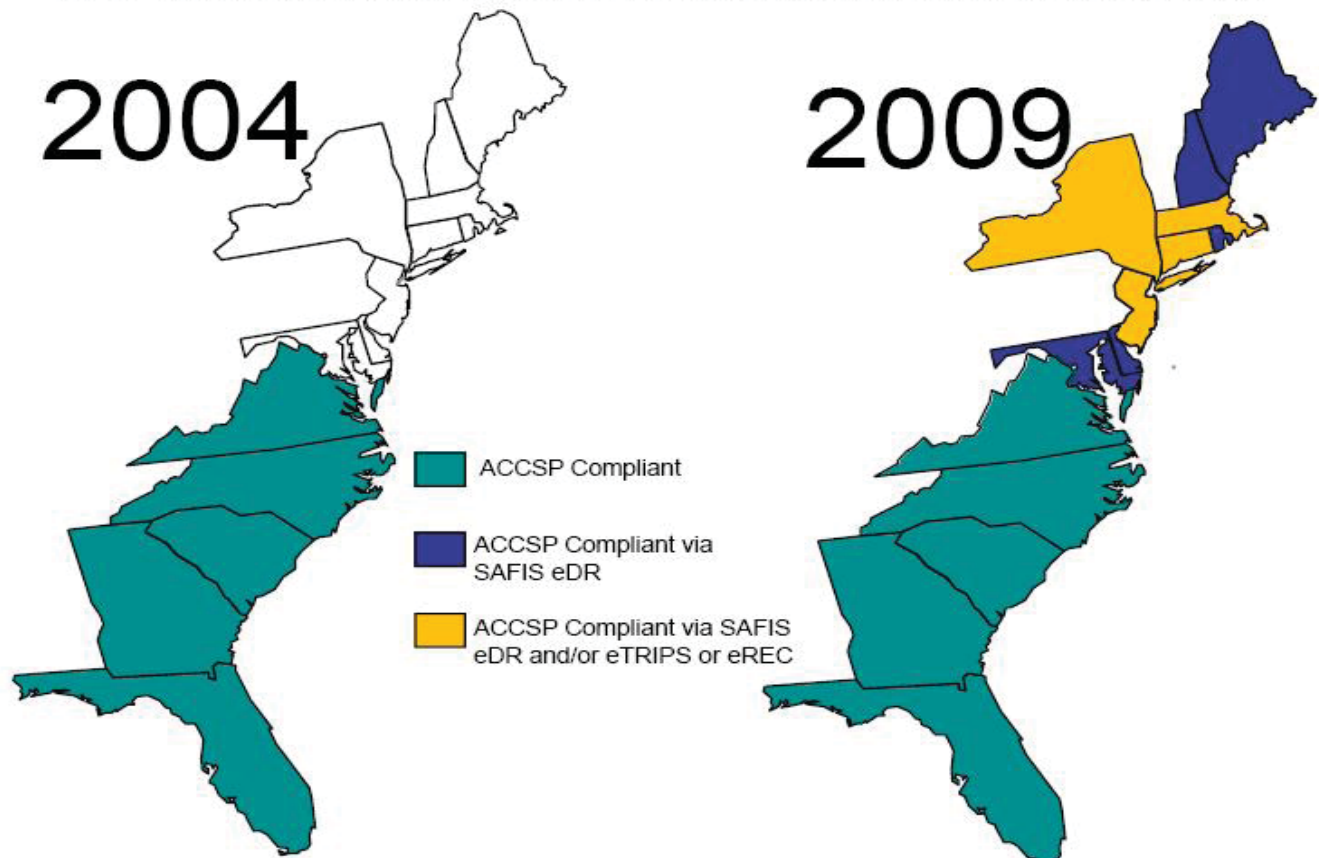 2004
2009
ACCSP Compliant
ACCSP Compliant via
SAFIS eDR
ACCSP Compliant via SAFIS
eDR and/or eTRIPS or eREC